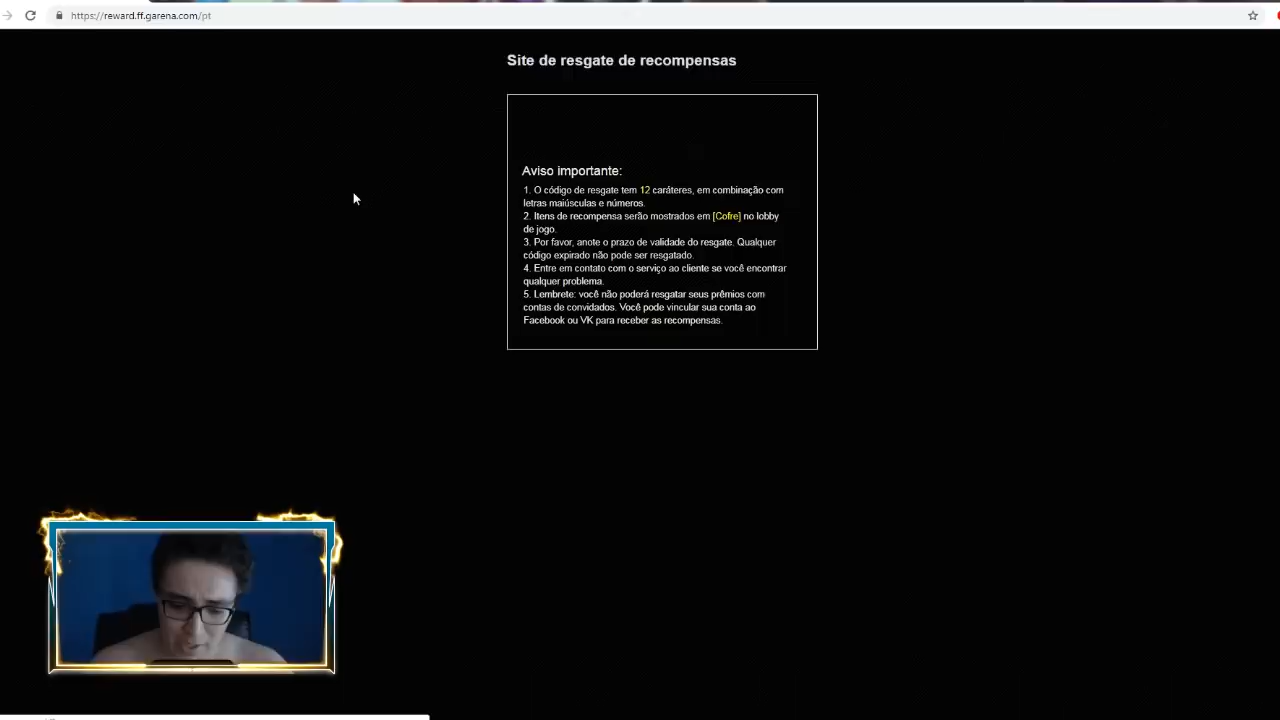 https://reward.ff.garena.com/pt
Site de resgate de recompensas
Aviso importante:
1. O código de resgate tem 12 caráteres, em combinação com
letras maiúsculas e números.
2. Itens de recompensa serão mostrados em [Cofre] no lobby
de jogo.
3. Por favor, anote o prazo de validade do resgate. Qualquer
código expirado não pode ser resgatado.
4. Entre em contato com o serviço ao cliente se você encontrar
qualquer problema.
5. Lembrete: você não poderá resgatar seus prêmios com
contas de convidados. Você pode vincular sua conta ao
Facebook ou VK para receber as recompensas.